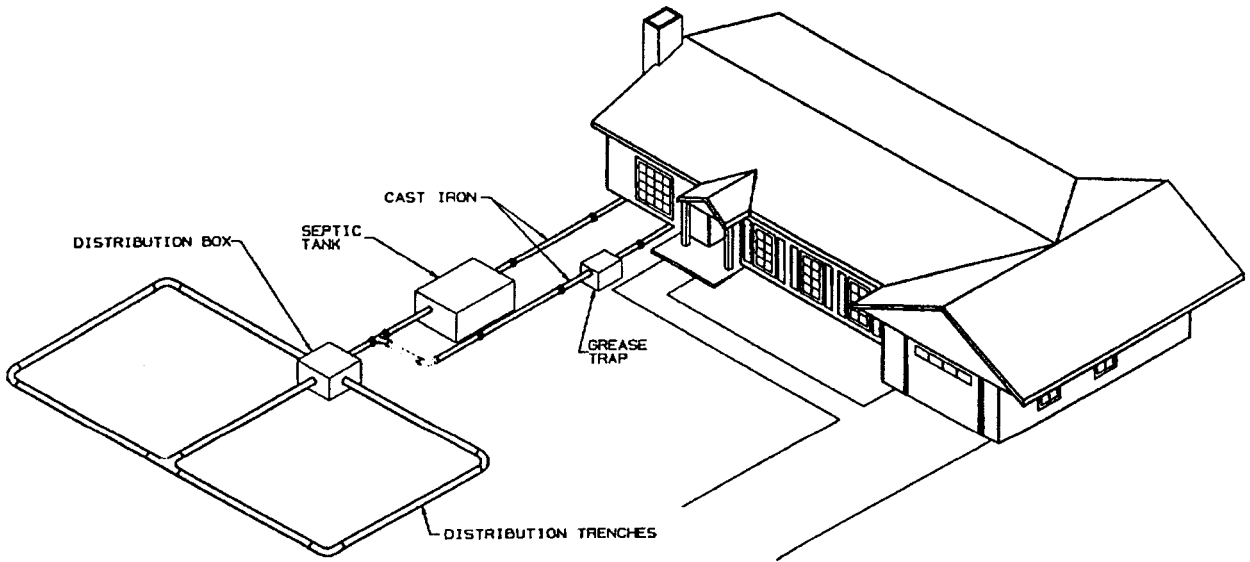 CAST IRON
SEPTIC
TANK
DISTRIBUTION BOX
GREASE
TRAP
DISTRIBUTION TRENCHES